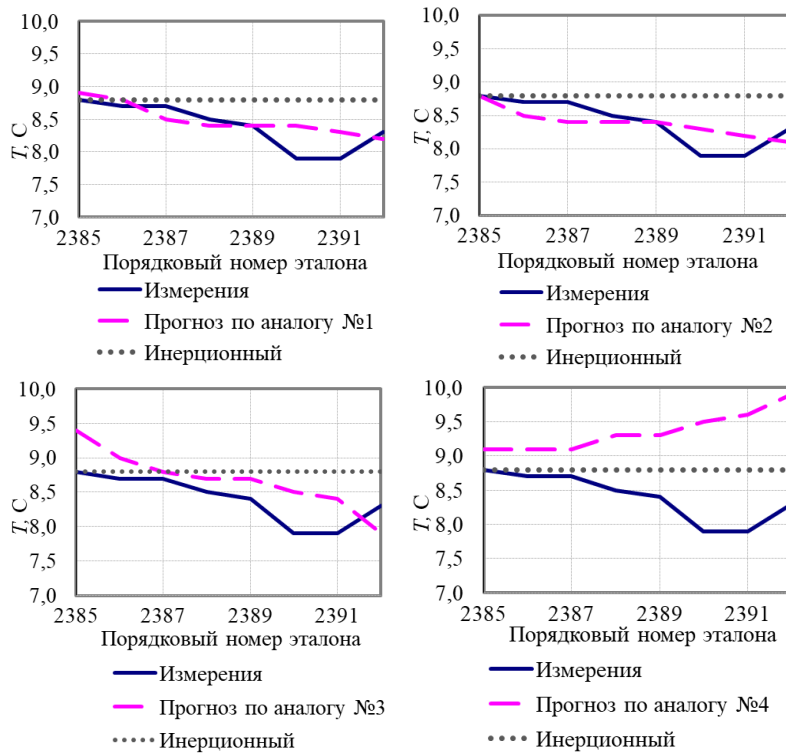 10,0
9,5
9,0
8,5
8,0
7,5
7,0
T, C
2385 2387 2389 2391
Порядковый номер эталона
Измерения
Прогноз по аналогу №1
Инерционный
10,0
9,5
9,0
8,5
8,0
7,5
7,0
T, C
2385 2387 2389 2391
Порядковый номер эталона
Измерения
Прогноз по аналогу №2
Инерционный
10,0
9,5
9,0
8,5
8,0
7,5
7,0
T, C
2385 2387 2389 2391
Порядковый номер эталона
Измерения
Прогноз по аналогу №3
Инерционный
10,0
9,5
9,0
8,5
8,0
7,5
7,0
T, C
2385 2387 2389 2391
Порядковый номер эталона
Измерения
Прогноз по аналогу №4
Инерционный